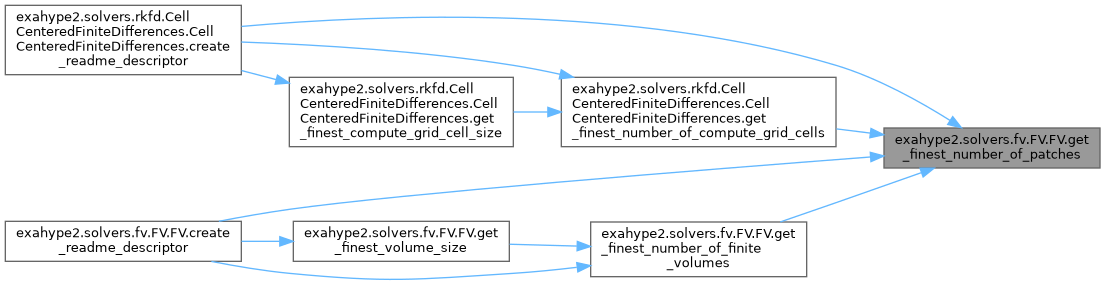 exahype2.solvers.rkfd.Cell
CenteredFiniteDifferences.Cell
CenteredFiniteDifferences.create
_readme_descriptor
exahype2.solvers.rkfd.Cell
CenteredFiniteDifferences.Cell
CenteredFiniteDifferences.get
_finest_compute_grid_cell_size
exahype2.solvers.rkfd.Cell
CenteredFiniteDifferences.Cell
CenteredFiniteDifferences.get
_finest_number_of_compute_grid_cells
exahype2.solvers.fv.FV.FV.get
_finest_number_of_patches
exahype2.solvers.fv.FV.FV.create
_readme_descriptor
exahype2.solvers.fv.FV.FV.get
_finest_volume_size
exahype2.solvers.fv.FV.FV.get
_finest_number_of_finite
_volumes